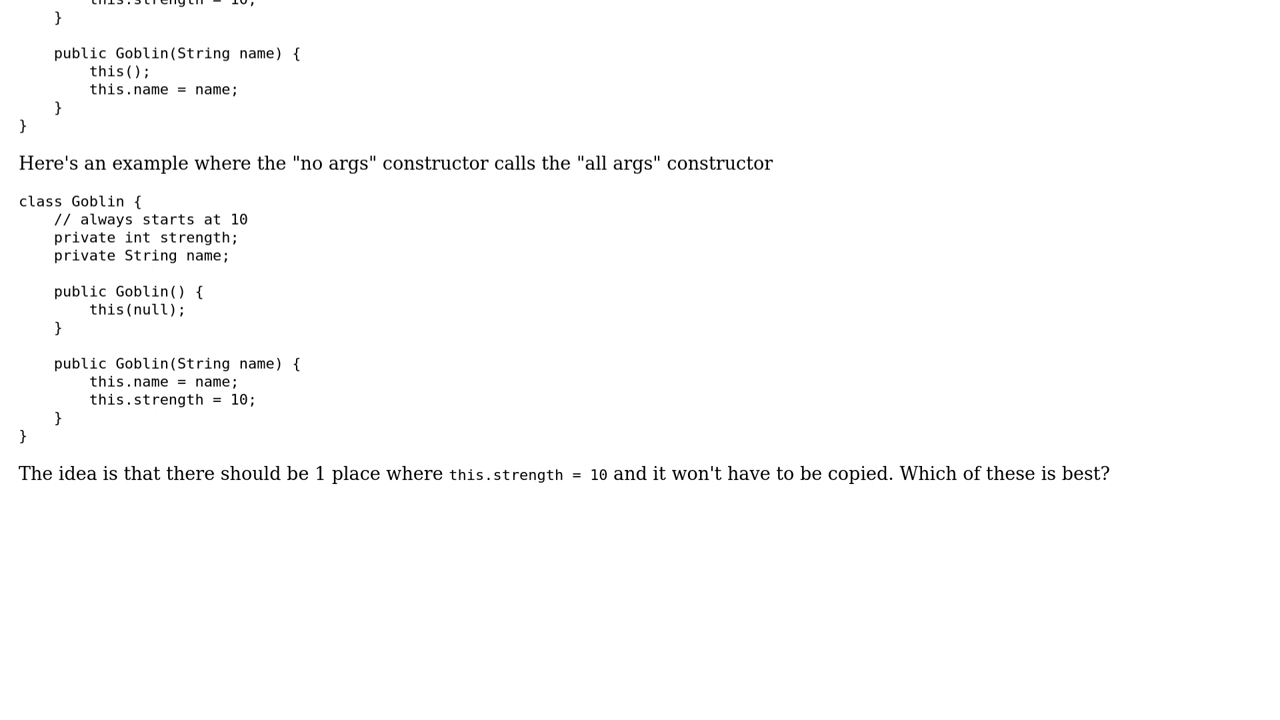 this.strength = 10;
    }

    public Goblin(String name) {
        this();
        this.name = name;
    }
}
Here's an example where the "no args" constructor calls the "all args" constructor
class Goblin {
    // always starts at 10
    private int strength;
    private String name;

    public Goblin() {
        this(null);
    }

    public Goblin(String name) {
        this.name = name;
        this.strength = 10;
    }
}
The idea is that there should be 1 place where this.strength = 10 and it won't have to be copied. Which of these is best?